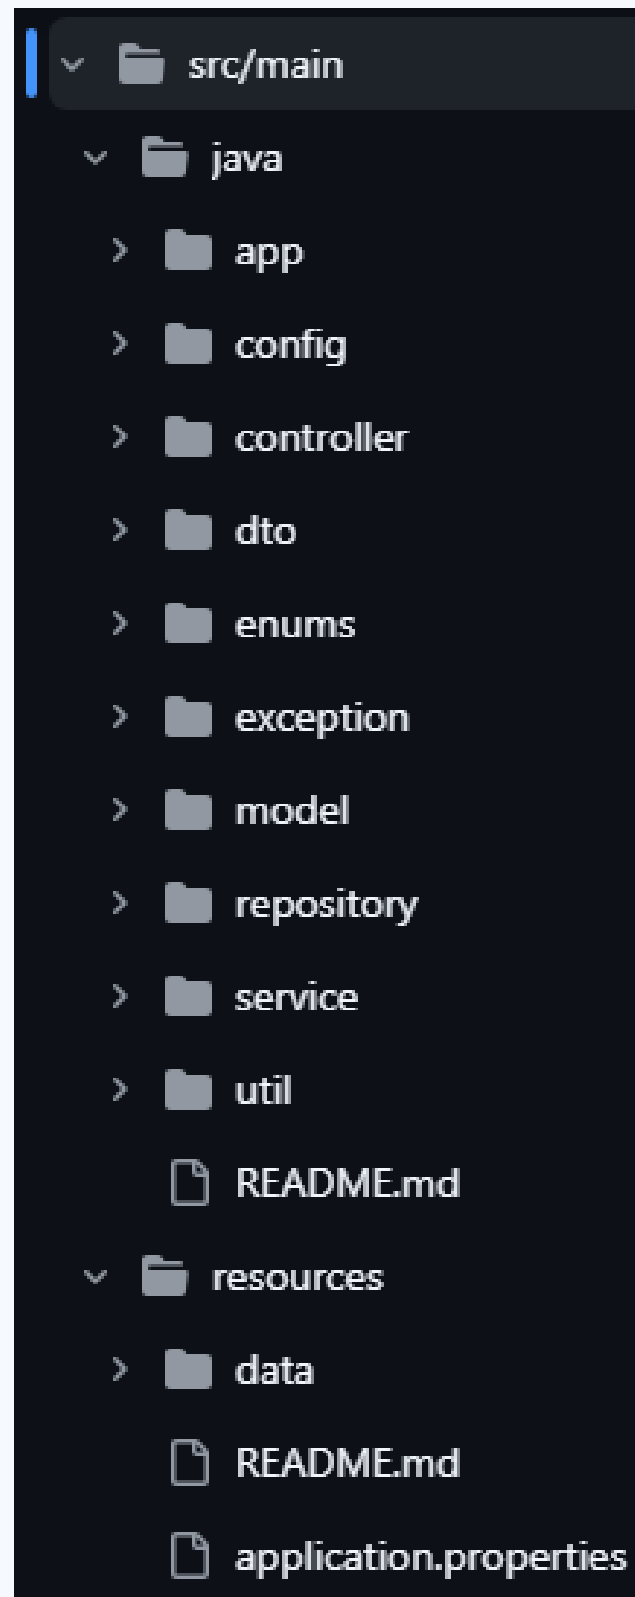 src/main
java
app
config
controller
dto
enums
exception
model
repository
service
util
README.md
resources
data
README.md
application.properties